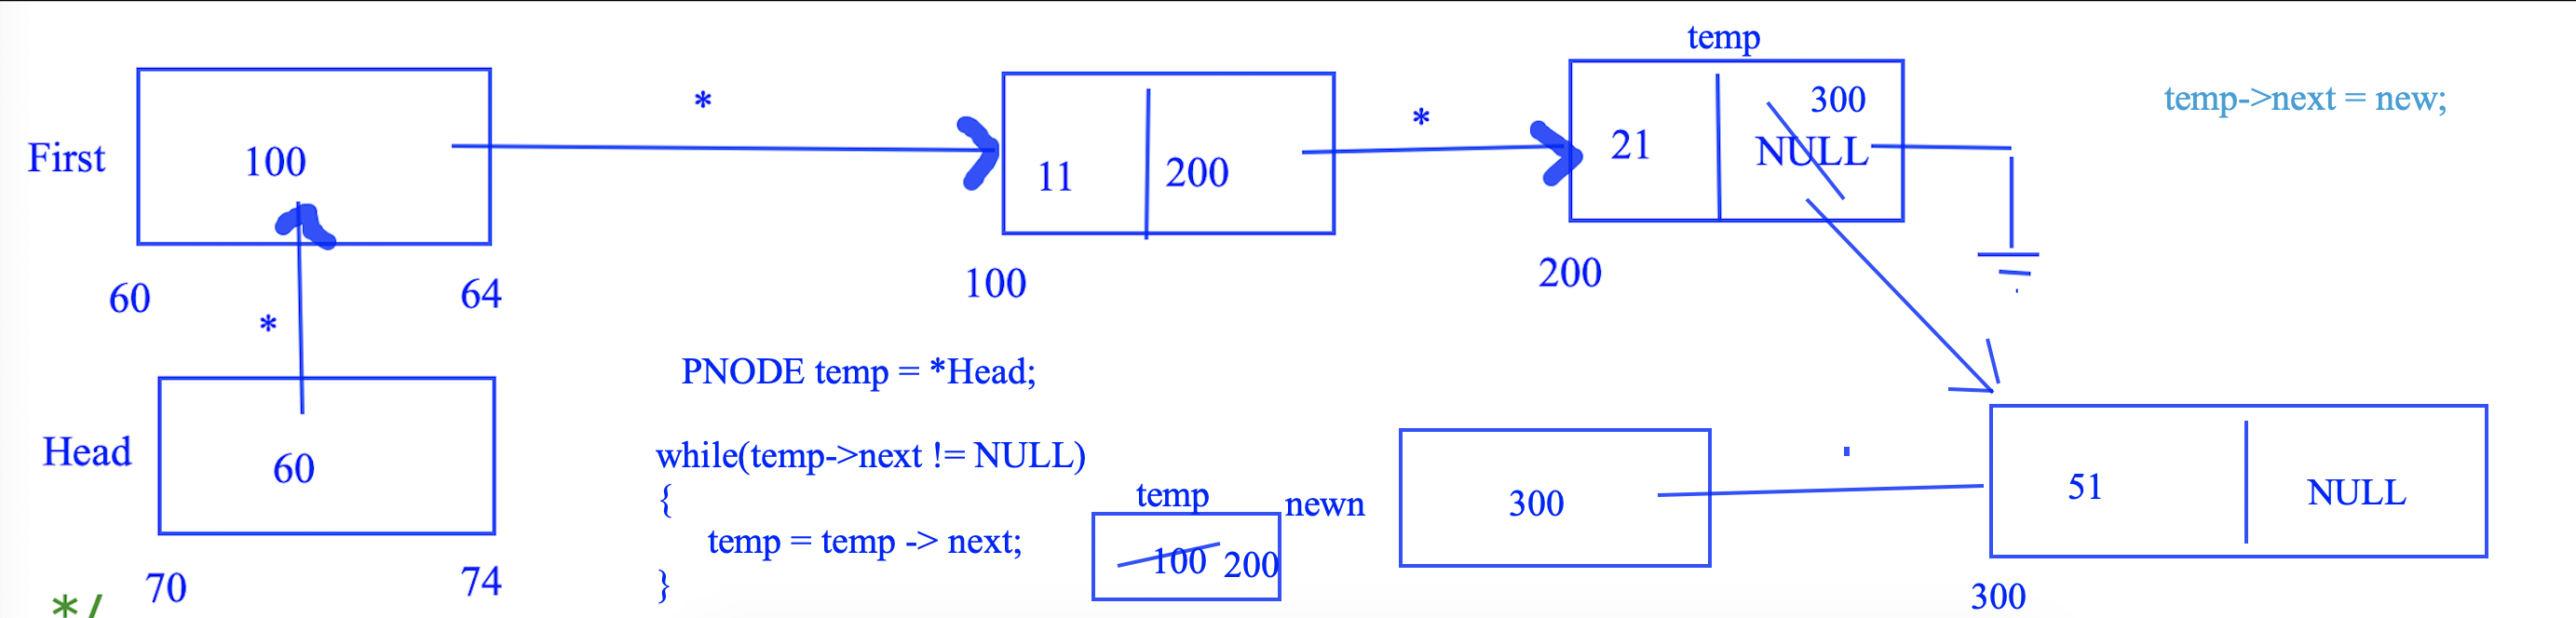 temp
temp->next = new;
*
*
300
First
100
11
200
21
NULL
60
64
100
200
*
PNODE temp = *Head;
Head
60
while(temp->next != NULL)
{
temp
newn
300
51
NULL
temp = temp -> next;
100 200
}
70
74
300
*/